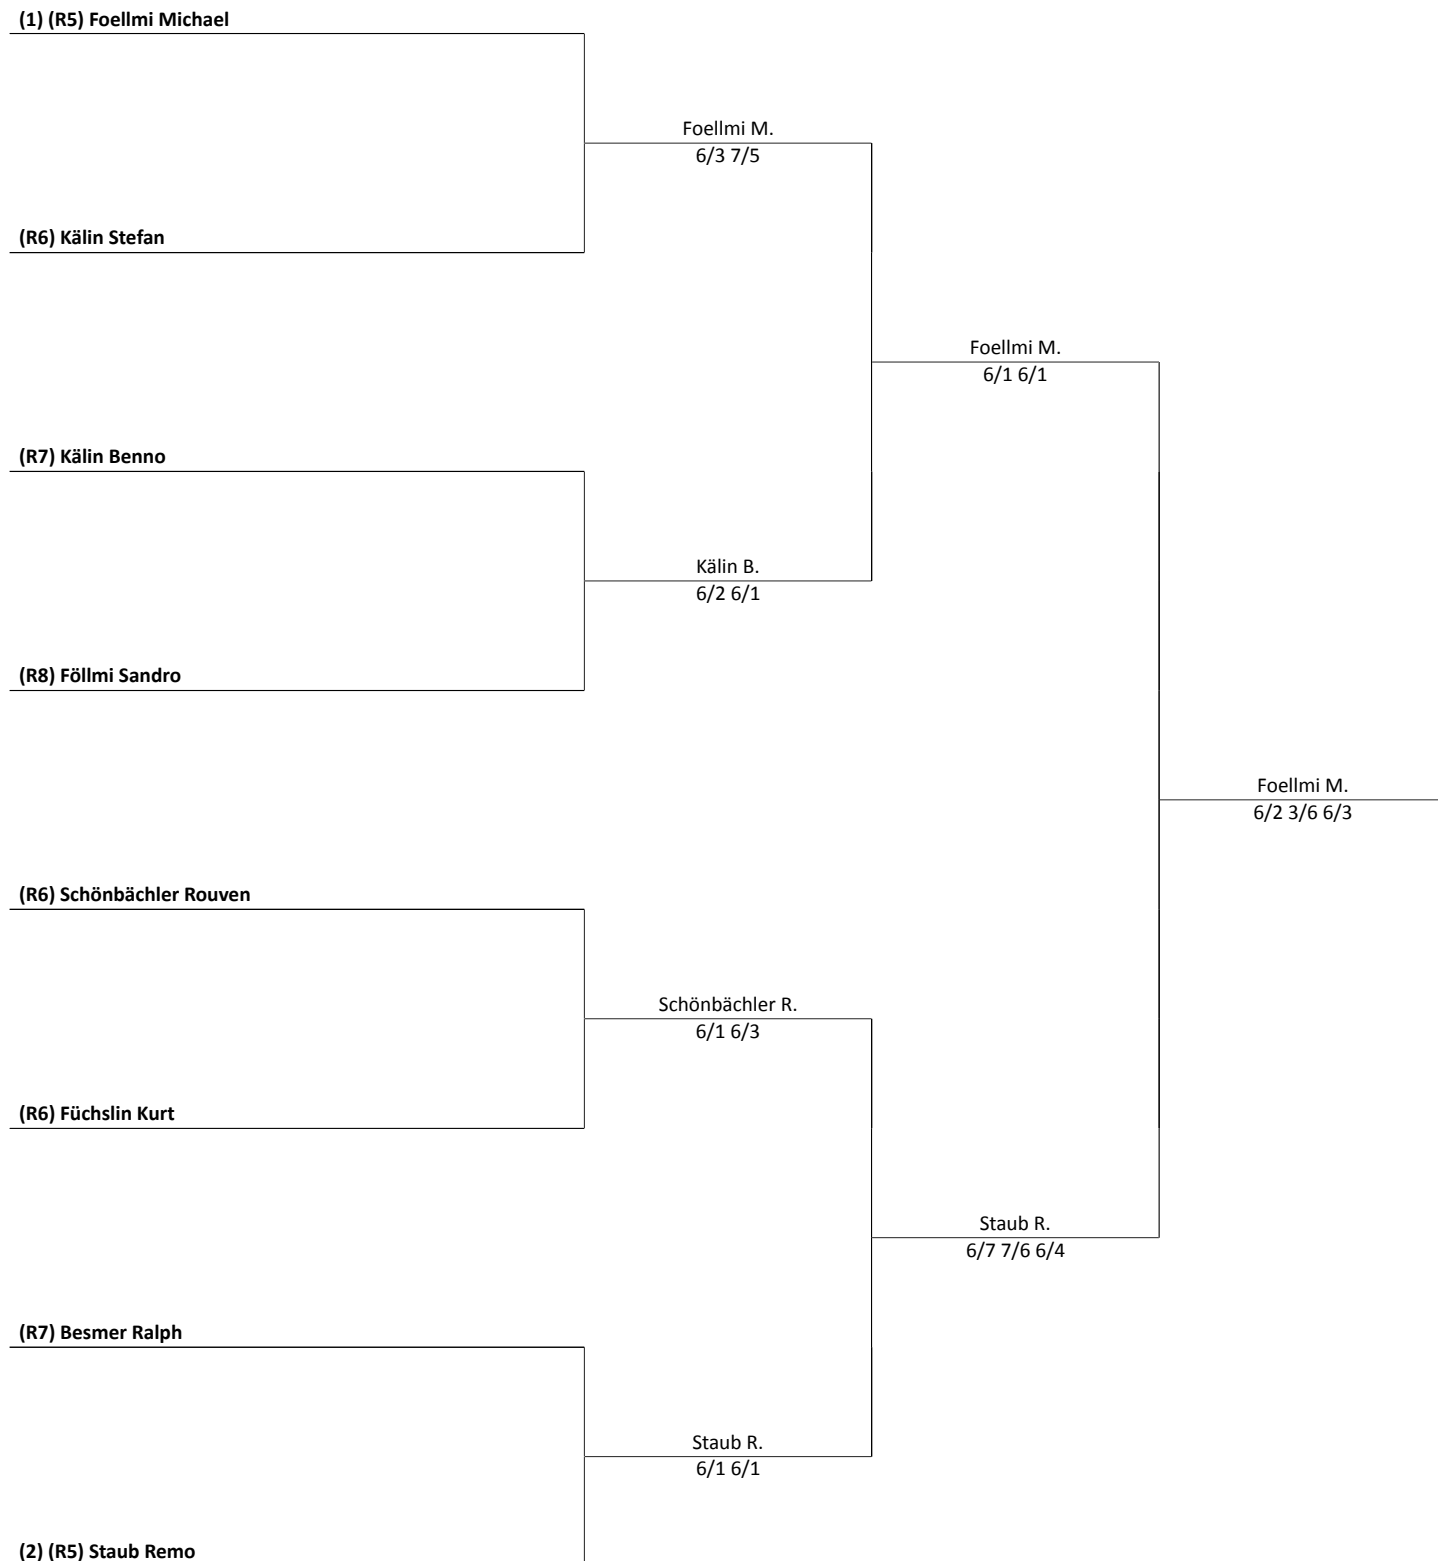 (1) (R5) Foellmi Michael
Foellmi M.
6/3 7/5
(R6) Kälin Stefan
Foellmi M.
6/1 6/1
(R7) Kälin Benno
Kälin B.
6/2 6/1
(R8) Föllmi Sandro
Foellmi M.
6/2 3/6 6/3
(R6) Schönbächler Rouven
Schönbächler R.
6/1 6/3
(R6) Füchslin Kurt
Staub R.
6/7 7/6 6/4
(R7) Besmer Ralph
Staub R.
6/1 6/1
(2) (R5) Staub Remo